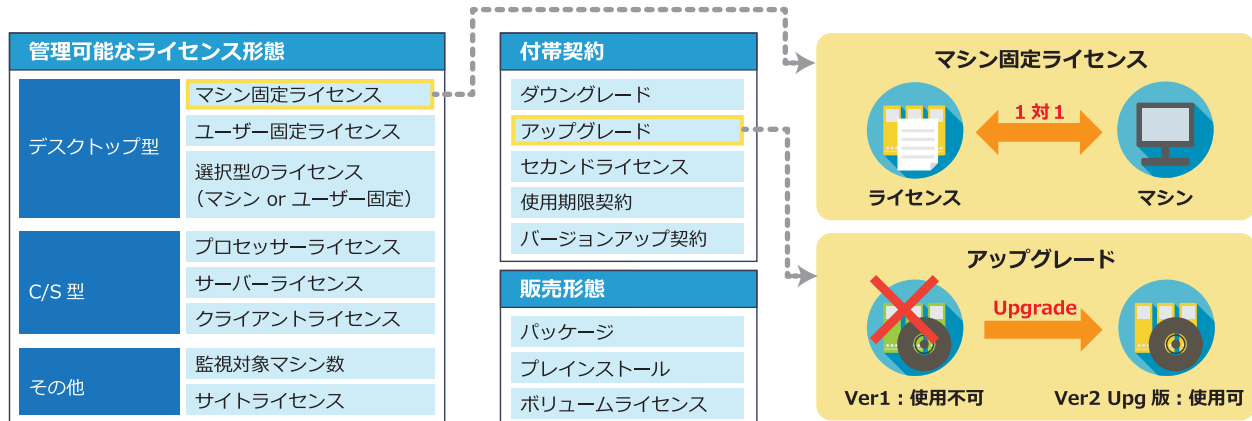 管理可能なライセンス形態
デスクトップ型
マシン固定ライセンス
ユーザー固定ライセンス
選択型のライセンス
（マシン or ユーザー固定）
C/S 型
プロセッサーライセンス
サーバーライセンス
クライアントライセンス
その他
監視対象マシン数
サイトライセンス
付帯契約
ダウングレード
アップグレード
セカンドライセンス
使用期限契約
バージョンアップ契約
販売形態
パッケージ
プレインストール
ボリュームライセンス
マシン固定ライセンス
1 対 1
ライセンス
マシン
アップグレード
Upgrade
Ver1：使用不可
Ver2 Upg 版：使用可